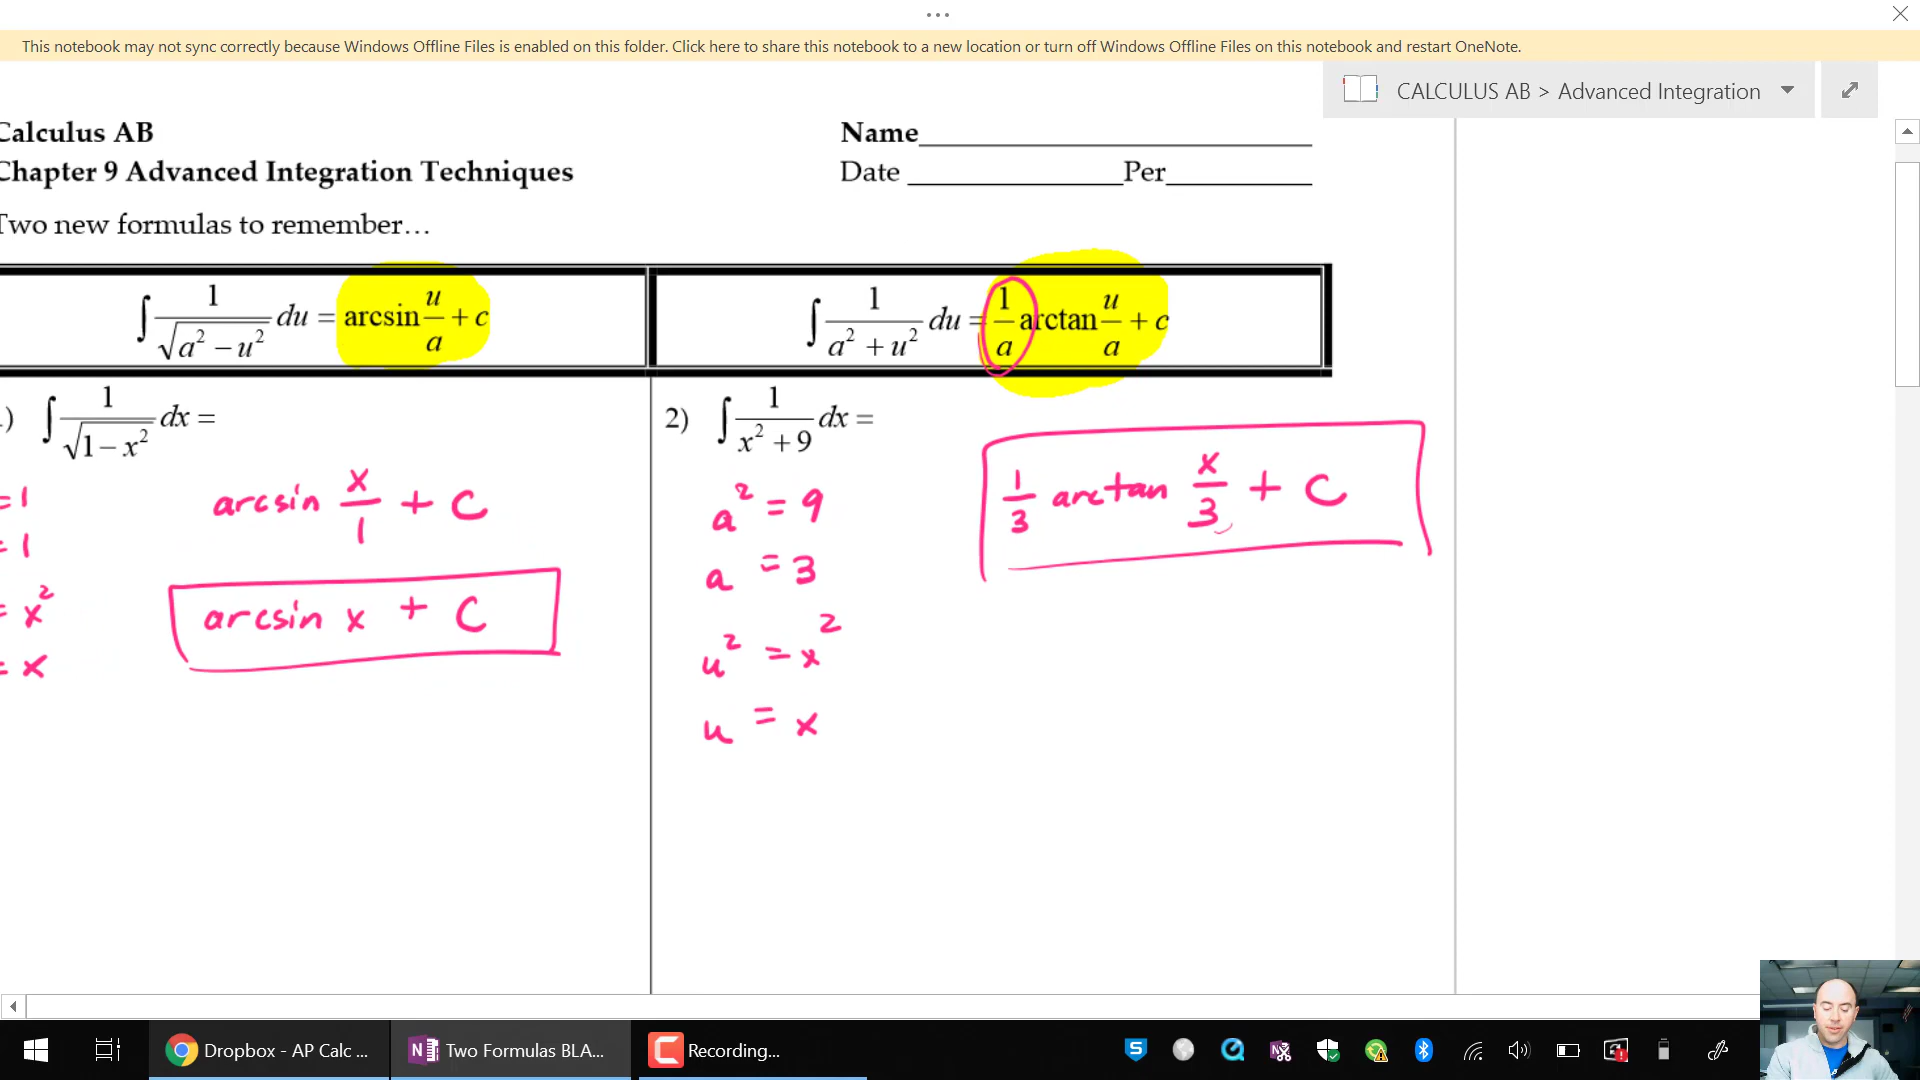 This notebook may not sync correctly because Windows Offline Files is enabled on this folder. Click here to share this notebook to a new location or turn off Windows Offline Files on this notebook and restart OneNote.
CALCULUS AB > Advanced Integration
Calculus AB
Name
Chapter 9 Advanced Integration Techniques
Date Per
Two new formulas to remember…
∫ 1/√(a² − u²) du = arcsin u/a + c
∫ 1/(a² + u²) du = 1/a arctan u/a + c
.) ∫ 1/√(1 − x²) dx =
= 1
= 1
= x²
= x
arcsin x/1 + C
arcsin x + C
2) ∫ 1/(x² + 9) dx =
a² = 9
a = 3
u² = x²
u = x
1/3 arctan x/3 + C
Dropbox - AP Calc ...
Two Formulas BLA...
Recording...